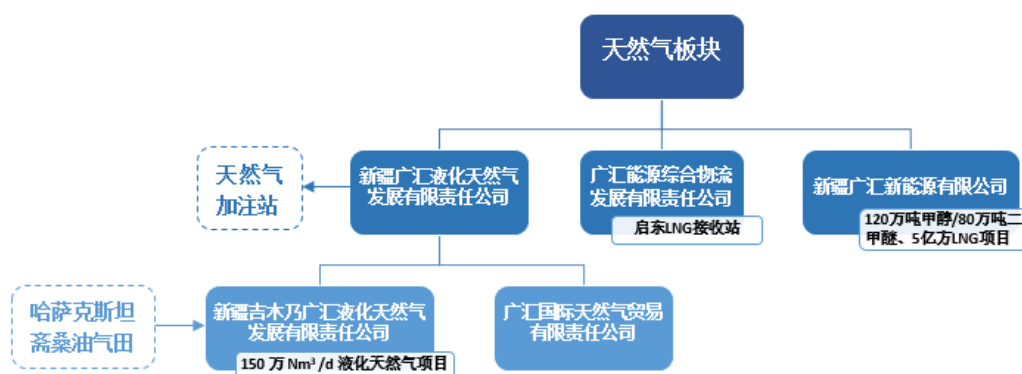 天然气板块
天然气
加注站
新疆广汇液化天然气
发展有限责任公司
广汇能源综合物流
发展有限责任公司
启东LNG接收站
新疆广汇新能源有限公司
120万吨甲醇/80万吨二
甲醚、5亿方LNG项目
哈萨克斯坦
斋桑油气田
新疆吉木乃广汇液化天然气
发展有限责任公司
150 万 Nm³ /d 液化天然气项目
广汇国际天然气贸易
有限责任公司